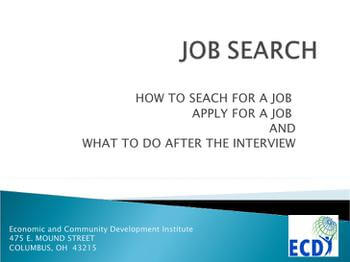 JOB SEARCH
HOW TO SEACH FOR A JOB
APPLY FOR A JOB
AND
WHAT TO DO AFTER THE INTERVIEW
Economic and Community Development Institute
475 E. MOUND STREET
COLUMBUS, OH 43215
ECDI